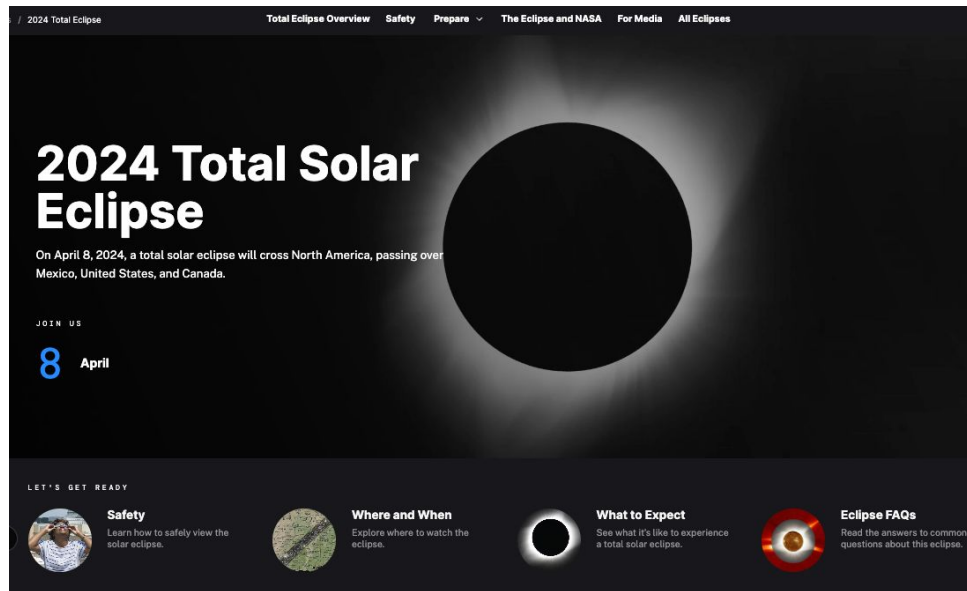 / 2024 Total Eclipse
Total Eclipse Overview Safety Prepare The Eclipse and NASA For Media All Eclipses
2024 Total Solar
Eclipse
On April 8, 2024, a total solar eclipse will cross North America, passing over
Mexico, United States, and Canada.
JOIN US
8 April
LET'S GET READY
Safety
Learn how to safely view the
solar eclipse.
Where and When
Explore where to watch the
eclipse.
What to Expect
See what it's like to experience
a total solar eclipse.
Eclipse FAQs
Read the answers to common
questions about this eclipse.